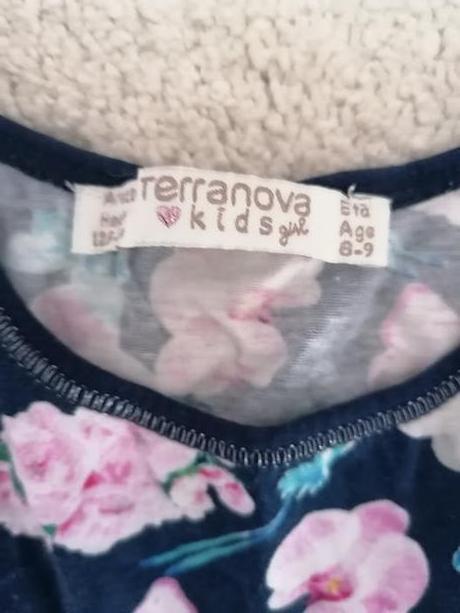 Terranova
kids girl
Età
Age
8-9